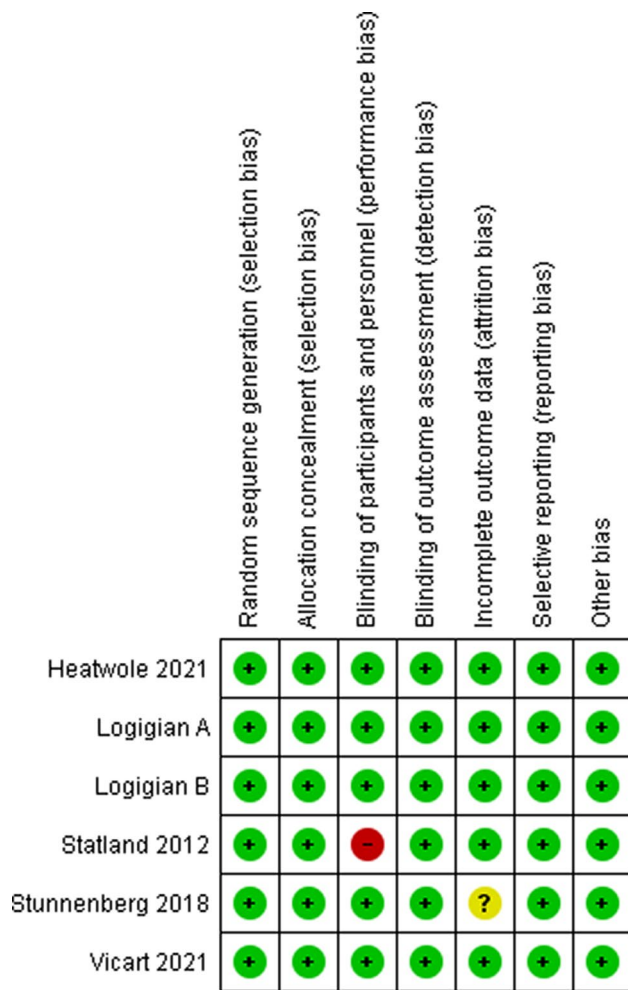 Random sequence generation (selection bias)
Allocation concealment (selection bias)
Blinding of participants and personnel (performance bias)
Blinding of outcome assessment (detection bias)
Incomplete outcome data (attrition bias)
Selective reporting (reporting bias)
Other bias
Heatwole 2021 + + + + + + +
Logigian A + + + + + + +
Logigian B + + + + + + +
Statland 2012 + + - + + + +
Stunnenberg 2018 + + + + ? + +
Vicart 2021 + + + + + + +